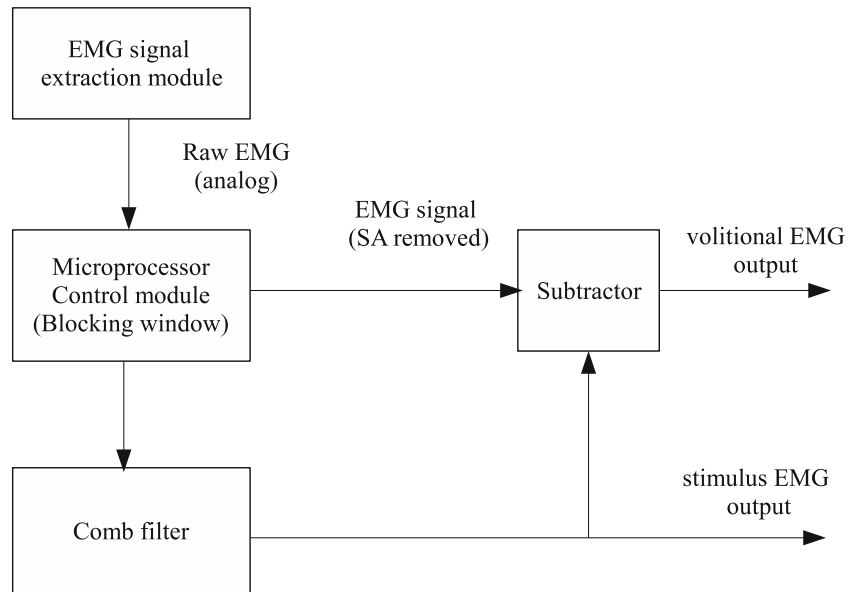 EMG signal
extraction module
Raw EMG
(analog)
EMG signal
(SA removed)
Microprocessor
Control module
(Blocking window)
Subtractor
volitional EMG
output
Comb filter
stimulus EMG
output